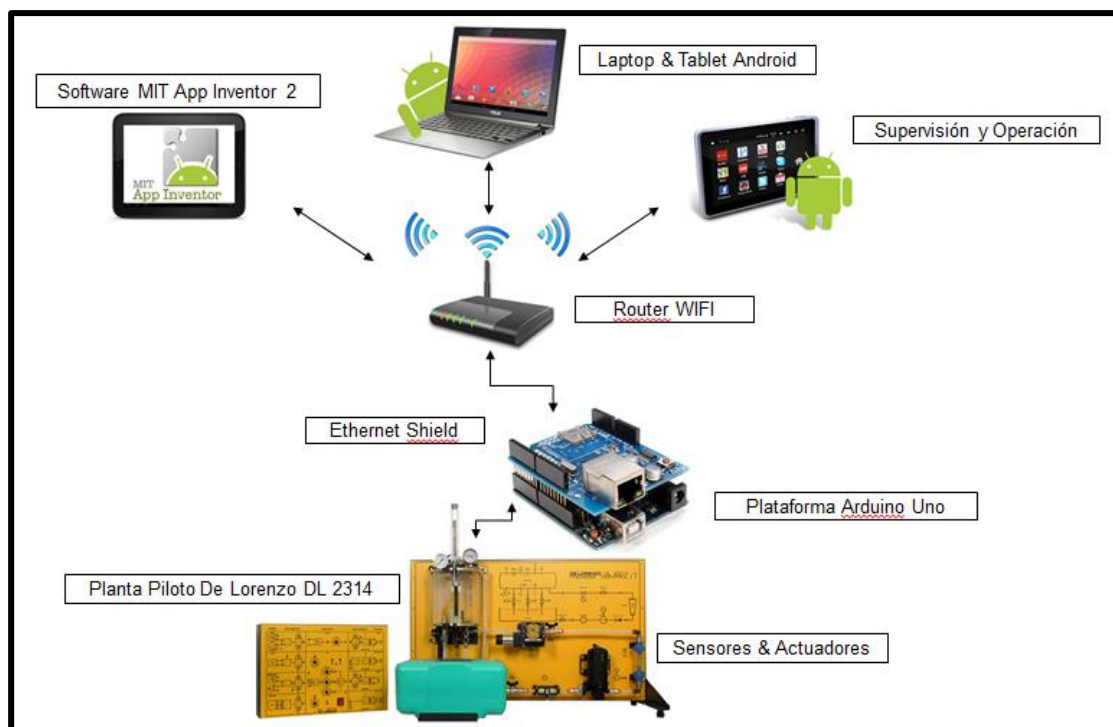 Laptop & Tablet Android
Software MIT App Inventor 2
Supervisión y Operación
MIT
App Inventor
Router WIFI
Ethernet Shield
Plataforma Arduino Uno
Planta Piloto De Lorenzo DL 2314
Sensores & Actuadores